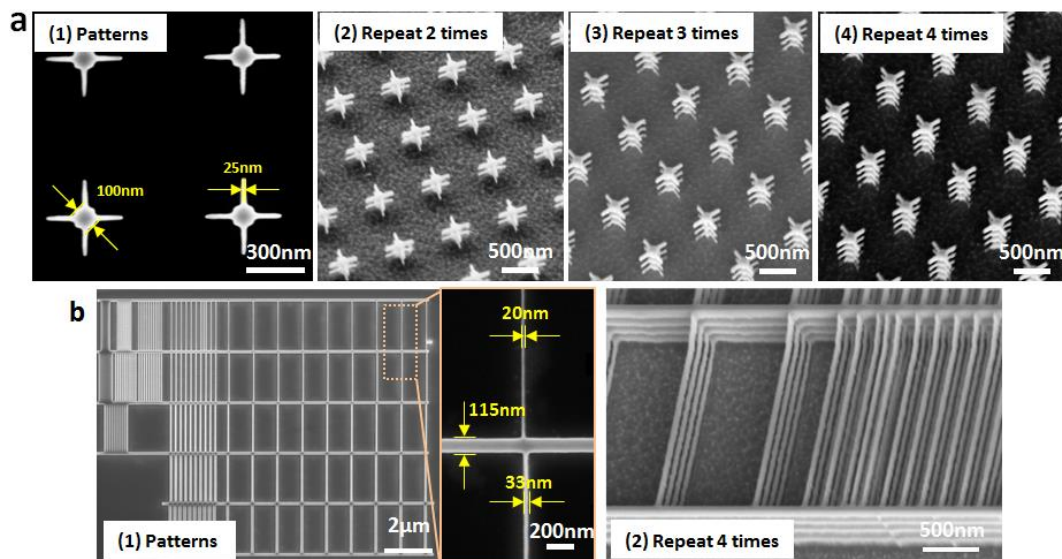 a
(1) Patterns
100nm
25nm
300nm
(2) Repeat 2 times
500nm
(3) Repeat 3 times
500nm
(4) Repeat 4 times
500nm
b
(1) Patterns
2μm
20nm
115nm
33nm
200nm
(2) Repeat 4 times
500nm